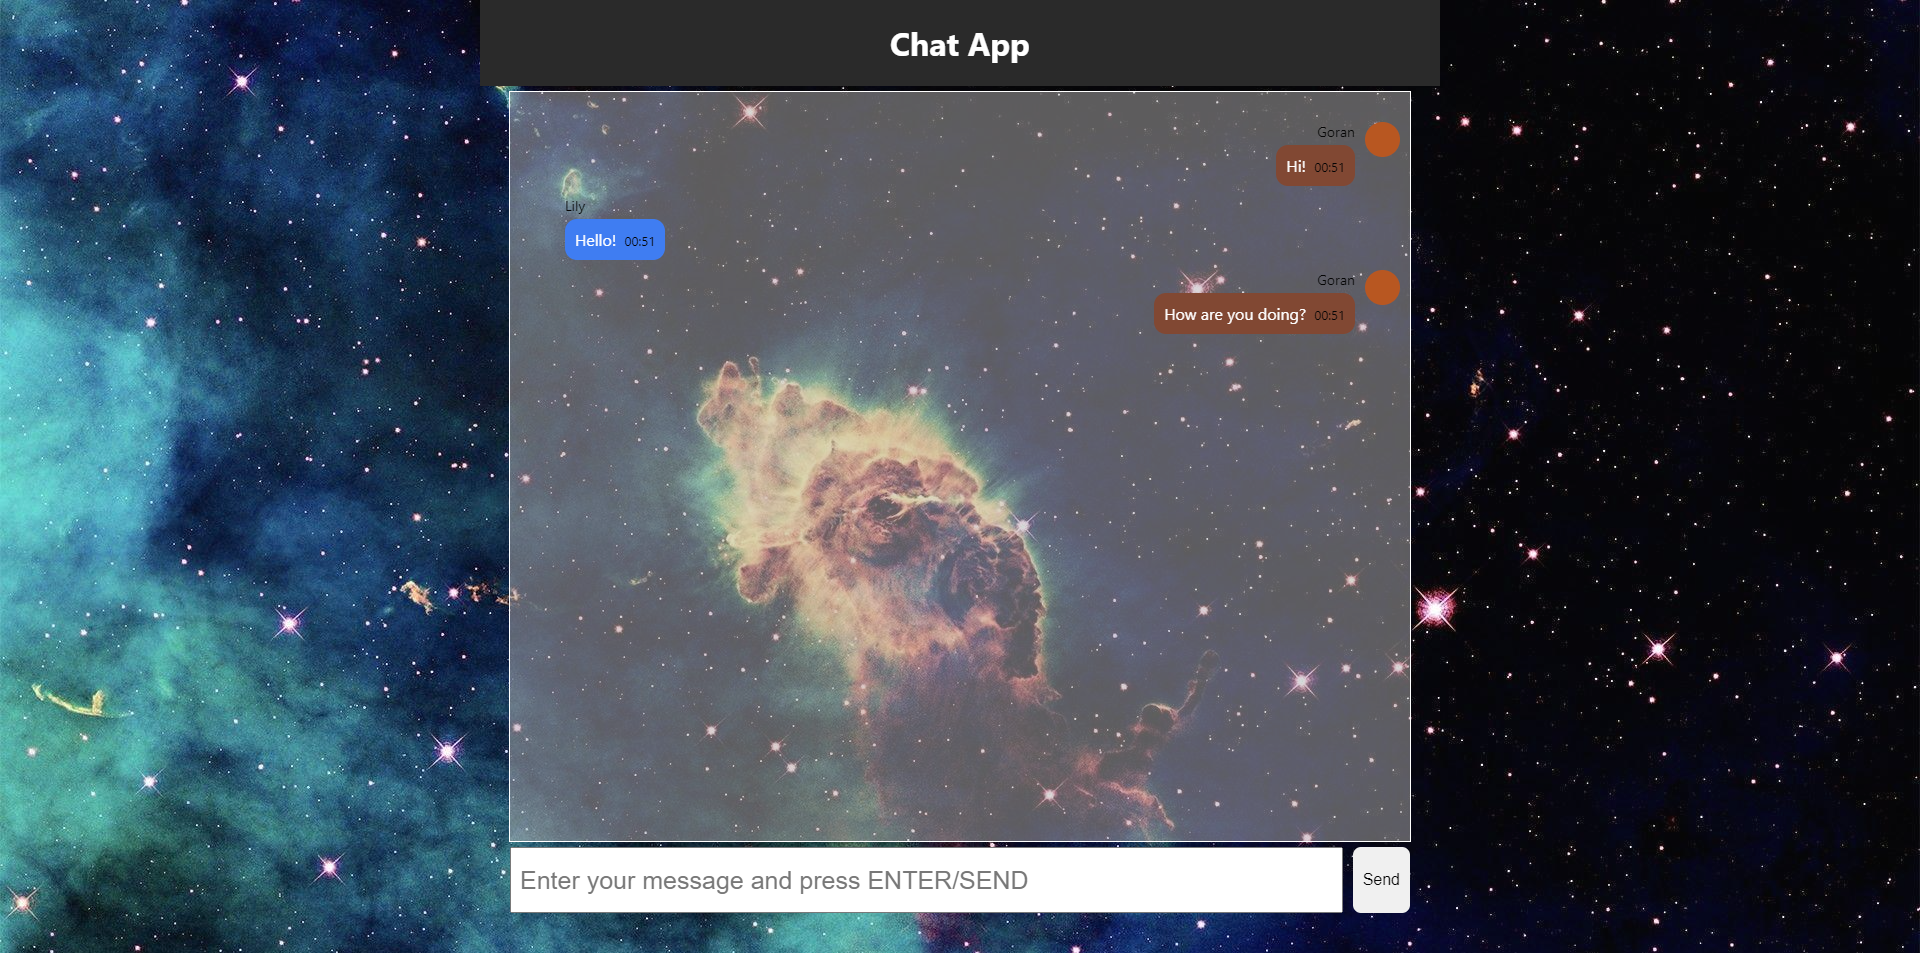 Chat App
Goran
Hi! 00:51
Lily
Hello! 00:51
Goran
How are you doing? 00:51
Enter your message and press ENTER/SEND
Send